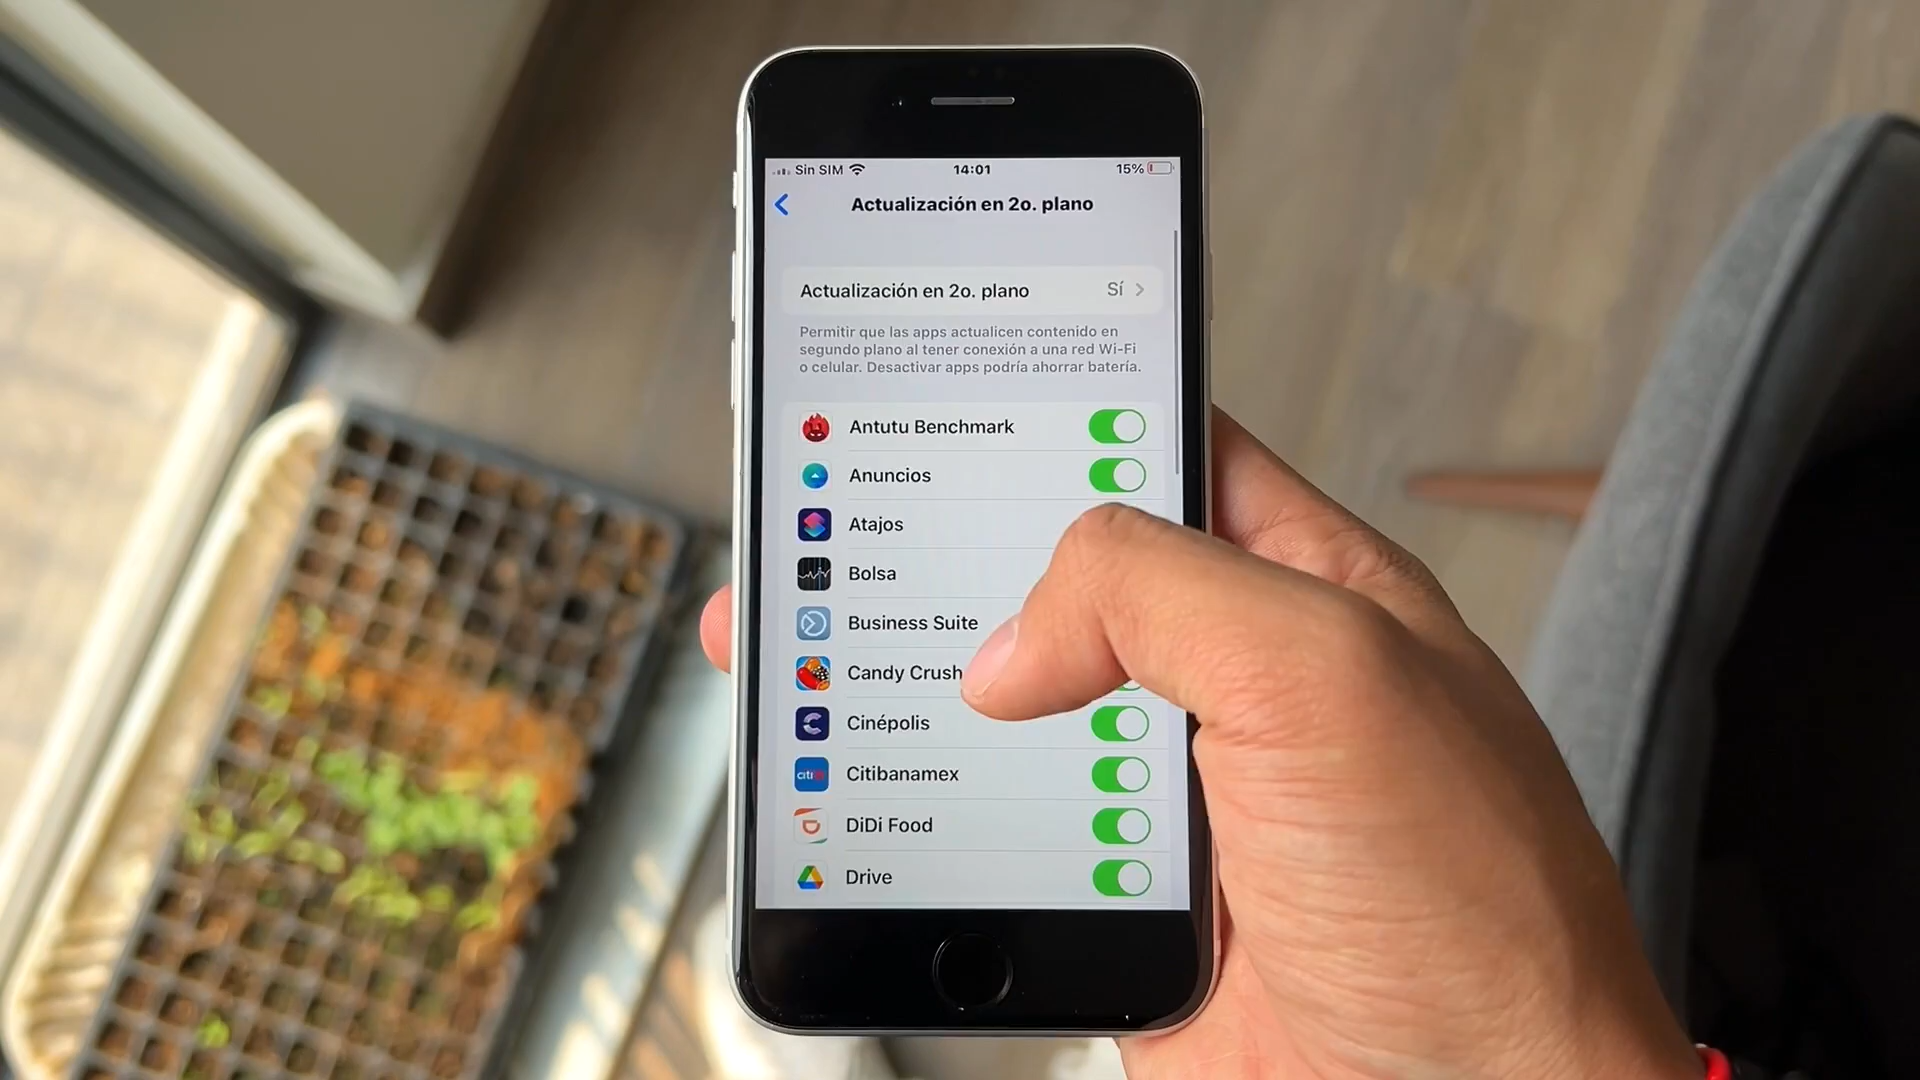 Sin SIM 14:01 15%
Actualización en 2o. plano
Actualización en 2o. plano Sí
Permitir que las apps actualicen contenido en
segundo plano al tener conexión a una red Wi-Fi
o celular. Desactivar apps podría ahorrar batería.
Antutu Benchmark
Anuncios
Atajos
Bolsa
Business Suite
Candy Crush
Cinépolis
citi Citibanamex
DiDi Food
Drive